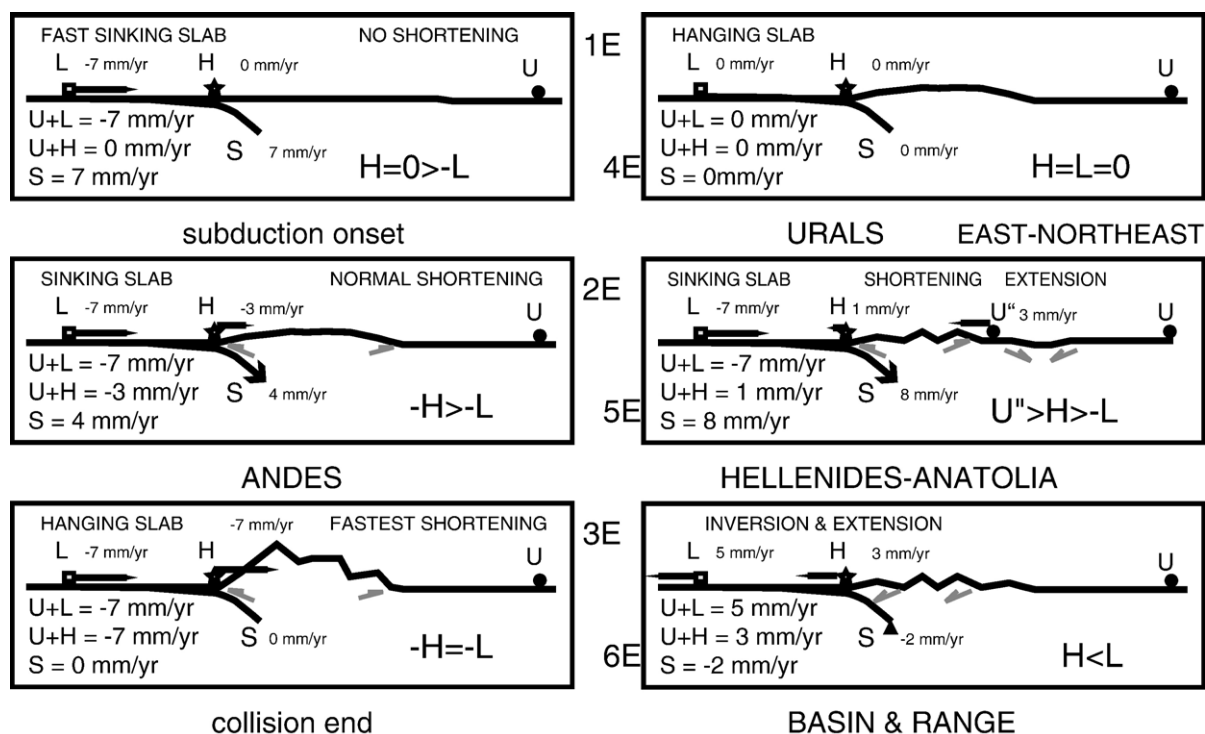 FAST SINKING SLAB NO SHORTENING
L -7 mm/yr H 0 mm/yr U
U+L = -7 mm/yr
U+H = 0 mm/yr
S = 7 mm/yr
S 7 mm/yr
H=0>-L
subduction onset
1E
HANGING SLAB
L 0 mm/yr H 0 mm/yr U
U+L = 0 mm/yr
U+H = 0 mm/yr
S = 0mm/yr
S 0 mm/yr
H=L=0
4E
URALS EAST-NORTHEAST
SINKING SLAB NORMAL SHORTENING
L -7 mm/yr H -3 mm/yr U
U+L = -7 mm/yr
U+H = -3 mm/yr
S = 4 mm/yr
S 4 mm/yr
-H>-L
ANDES
2E
SINKING SLAB SHORTENING EXTENSION
L -7 mm/yr H 1 mm/yr U“ 3 mm/yr U
U+L = -7 mm/yr
U+H = 1 mm/yr
S = 8 mm/yr
S 8 mm/yr
U">H>-L
5E
HELLENIDES-ANATOLIA
HANGING SLAB -7 mm/yr FASTEST SHORTENING
L -7 mm/yr H U
U+L = -7 mm/yr
U+H = -7 mm/yr
S = 0 mm/yr
S 0 mm/yr
-H=-L
collision end
3E
INVERSION & EXTENSION
L 5 mm/yr H 3 mm/yr U
U+L = 5 mm/yr
U+H = 3 mm/yr
S = -2 mm/yr
S -2 mm/yr
H<L
6E
BASIN & RANGE